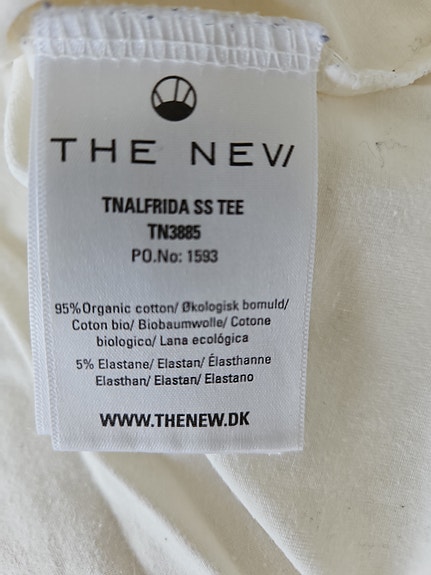 THE NEW
TNALFRIDA SS TEE
TN3885
PO.No: 1593
95%Organic cotton/ Økologisk bomuld/
Coton bio/ Biobaumwolle/ Cotone
biologico/ Lana ecológica
5% Elastane/ Elastan/ Élasthanne
Elasthan/ Elastan/ Elastano
WWW.THENEW.DK